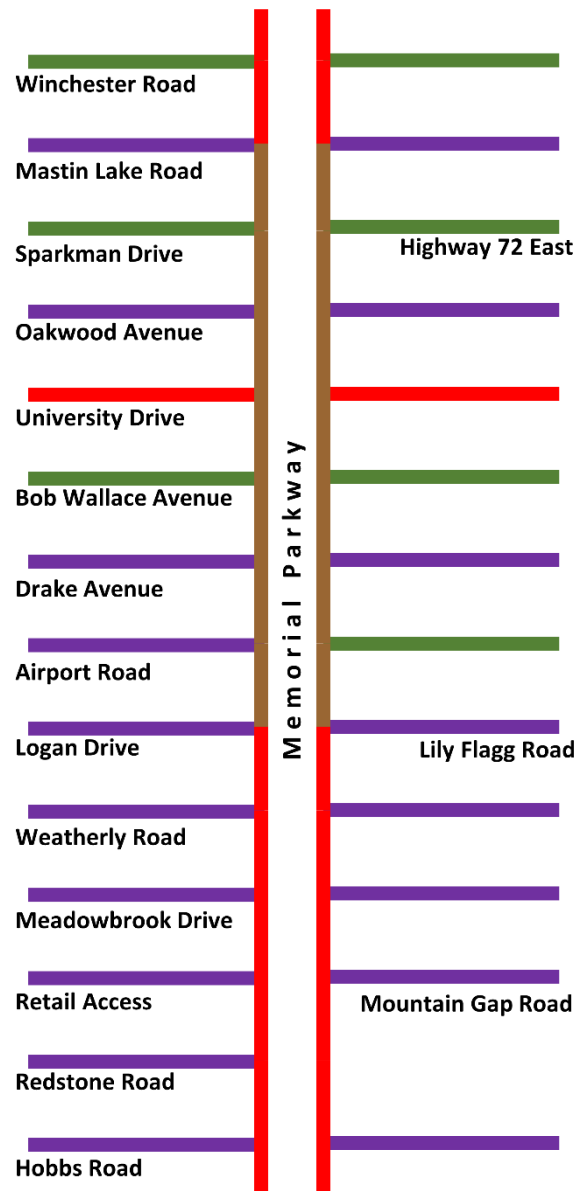 Winchester Road
Mastin Lake Road
Sparkman Drive
Highway 72 East
Oakwood Avenue
University Drive
Bob Wallace Avenue
Memorial Parkway
Drake Avenue
Airport Road
Logan Drive
Lily Flagg Road
Weatherly Road
Meadowbrook Drive
Retail Access
Mountain Gap Road
Redstone Road
Hobbs Road